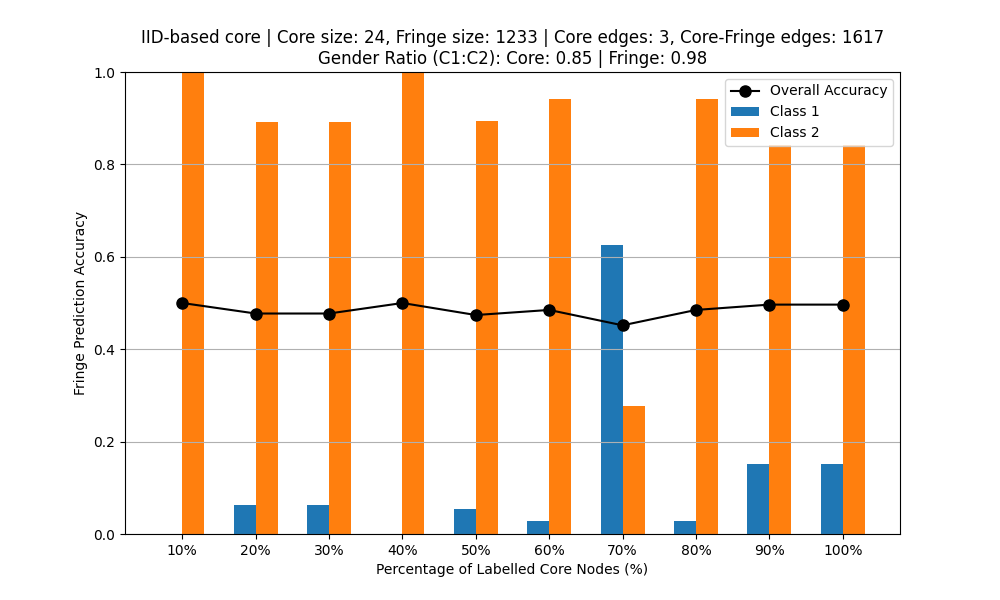 IID-based core | Core size: 24, Fringe size: 1233 | Core edges: 3, Core-Fringe edges: 1617
Gender Ratio (C1:C2): Core: 0.85 | Fringe: 0.98
Overall Accuracy
Class 1
Class 2
Fringe Prediction Accuracy
1.0
0.8
0.6
0.4
0.2
0.0
10% 20% 30% 40% 50% 60% 70% 80% 90% 100%
Percentage of Labelled Core Nodes (%)